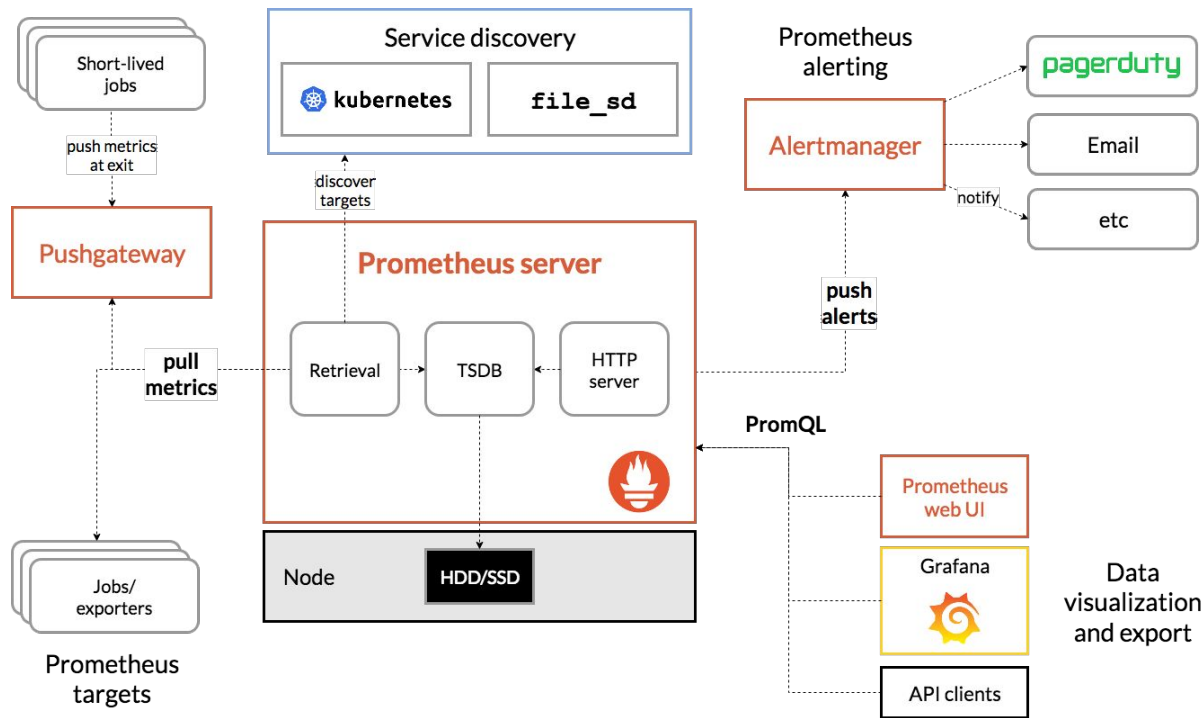 Short-lived
jobs
push metrics
at exit
Pushgateway
pull
metrics
Jobs/
exporters
Prometheus
targets
Service discovery
kubernetes
file_sd
discover
targets
Prometheus server
Retrieval
TSDB
HTTP
server
Node
HDD/SSD
Prometheus
alerting
Alertmanager
pagerduty
Email
notify
etc
push
alerts
PromQL
Prometheus
web UI
Grafana
API clients
Data
visualization
and export